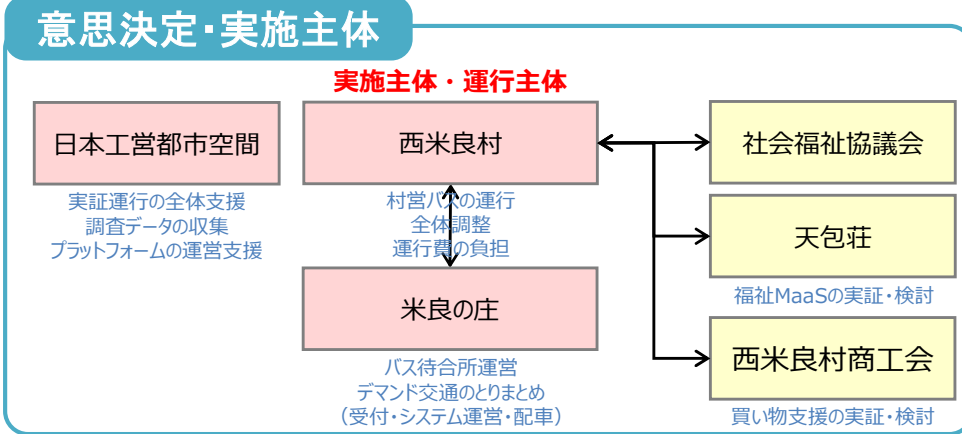 意思決定・実施主体
実施主体・運行主体
日本工営都市空間
実証運行の全体支援
調査データの収集
プラットフォームの運営支援
西米良村
村営バスの運行
全体調整
運行費の負担
米良の庄
バス待合所運営
デマンド交通のとりまとめ
（受付・システム運営・配車）
社会福祉協議会
天包荘
福祉MaaSの実証・検討
西米良村商工会
買い物支援の実証・検討